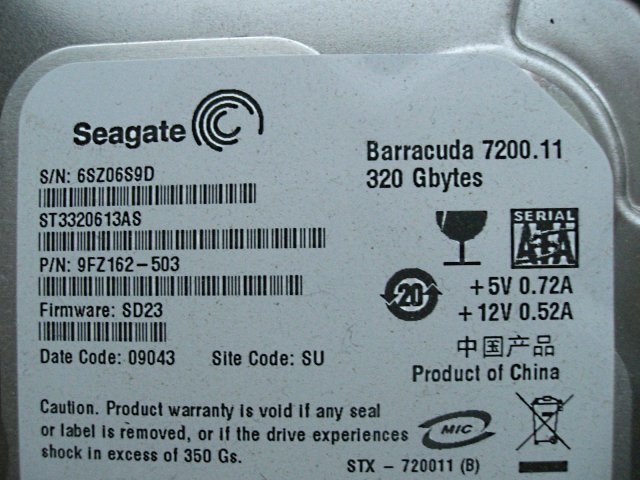 Seagate
S/N: 6SZ06S9D
ST3320613AS
P/N: 9FZ162-503
Firmware: SD23
Date Code: 09043 Site Code: SU
Barracuda 7200.11
320 Gbytes
SERIAL
ATA
20
+5V 0.72A
+12V 0.52A
中国产品
Product of China
Caution. Product warranty is void if any seal
or label is removed, or if the drive experiences
shock in excess of 350 Gs.
MIC
STX - 720011 (B)